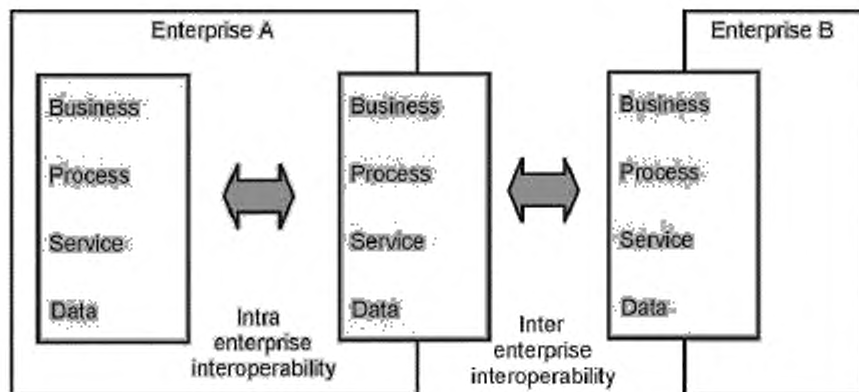 Enterprise A
Enterprise B
Business
Process
Service
Data
Intra
enterprise
interoperability
Business
Process
Service
Data
Inter
enterprise
interoperability
Business
Process
Service
Data